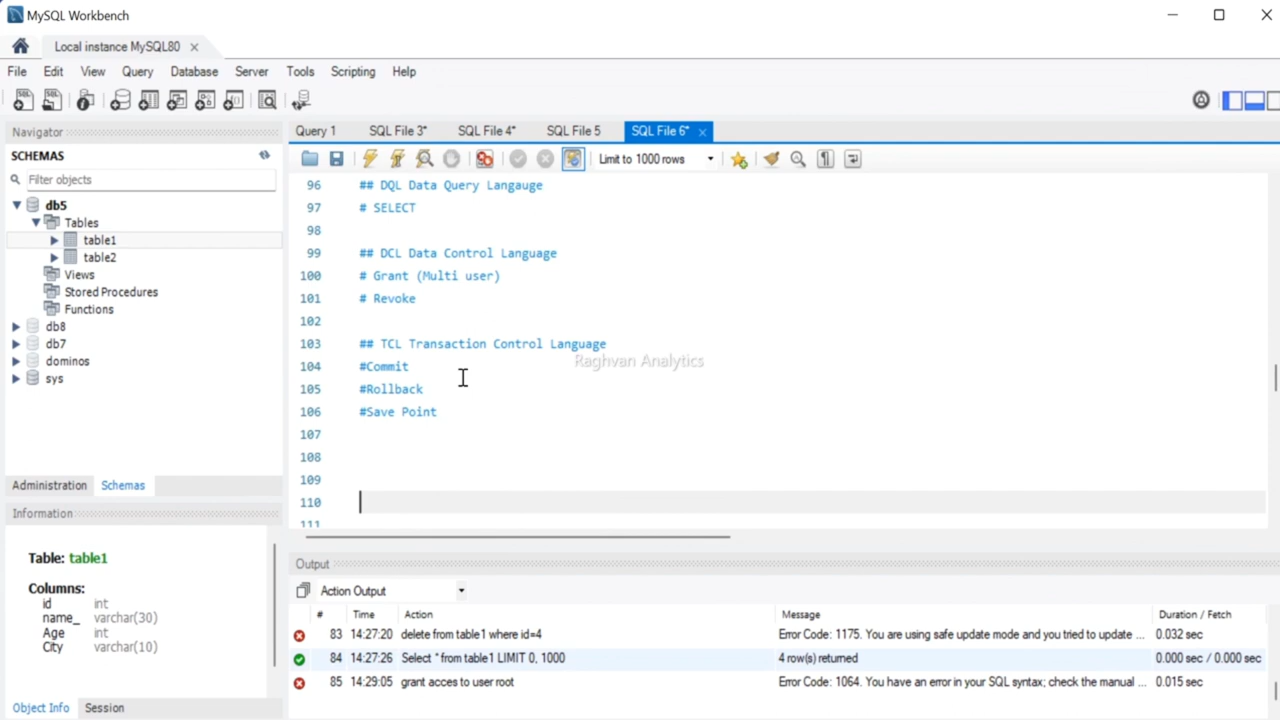 MySQL Workbench
Local instance MySQL80
File Edit View Query Database Server Tools Scripting Help
Navigator
SCHEMAS
Filter objects
db5
Tables
table1
table2
Views
Stored Procedures
Functions
db8
db7
dominos
sys
Administration Schemas
Information
Table: table1
Columns:
id int
name_ varchar(30)
Age int
City varchar(10)
Object Info Session
Query 1 SQL File 3* SQL File 4* SQL File 5 SQL File 6*
Limit to 1000 rows
96 ## DQL Data Query Langauge
97 # SELECT
98
99 ## DCL Data Control Language
100 # Grant (Multi user)
101 # Revoke
102
103 ## TCL Transaction Control Language
Raghvan Analytics
104 #Commit
105 #Rollback
106 #Save Point
107
108
109
110
111
Output
Action Output
# Time Action Message Duration / Fetch
83 14:27:20 delete from table1 where id=4 Error Code: 1175. You are using safe update mode and you tried to update ... 0.032 sec
84 14:27:26 Select * from table1 LIMIT 0, 1000 4 row(s) returned 0.000 sec / 0.000 sec
85 14:29:05 grant acces to user root Error Code: 1064. You have an error in your SQL syntax; check the manual ... 0.015 sec